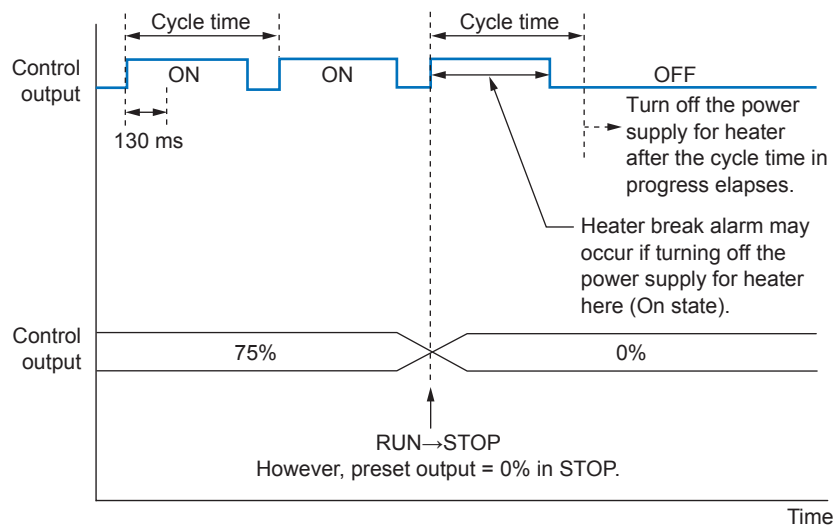 Cycle time
Cycle time
Control
output
ON
ON
OFF
130 ms
Turn off the power
supply for heater
after the cycle time in
progress elapses.
Heater break alarm may
occur if turning off the
power supply for heater
here (On state).
Control
output
75%
0%
RUN→STOP
However, preset output = 0% in STOP.
Time